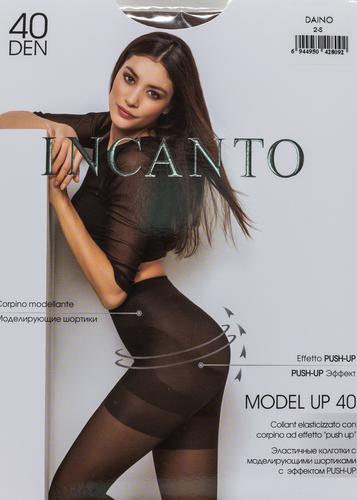 40
DEN
DAINO
2-S
6 944950 428092
INCANTO
Corpino modellante
Моделирующие шортики
Effetto PUSH-UP
PUSH-UP Эффект
MODEL UP 40
Collant elasticizzato con
corpino ad effetto "push up"
Эластичные колготки с
моделирующими шортиками
с эффектом PUSH-UP